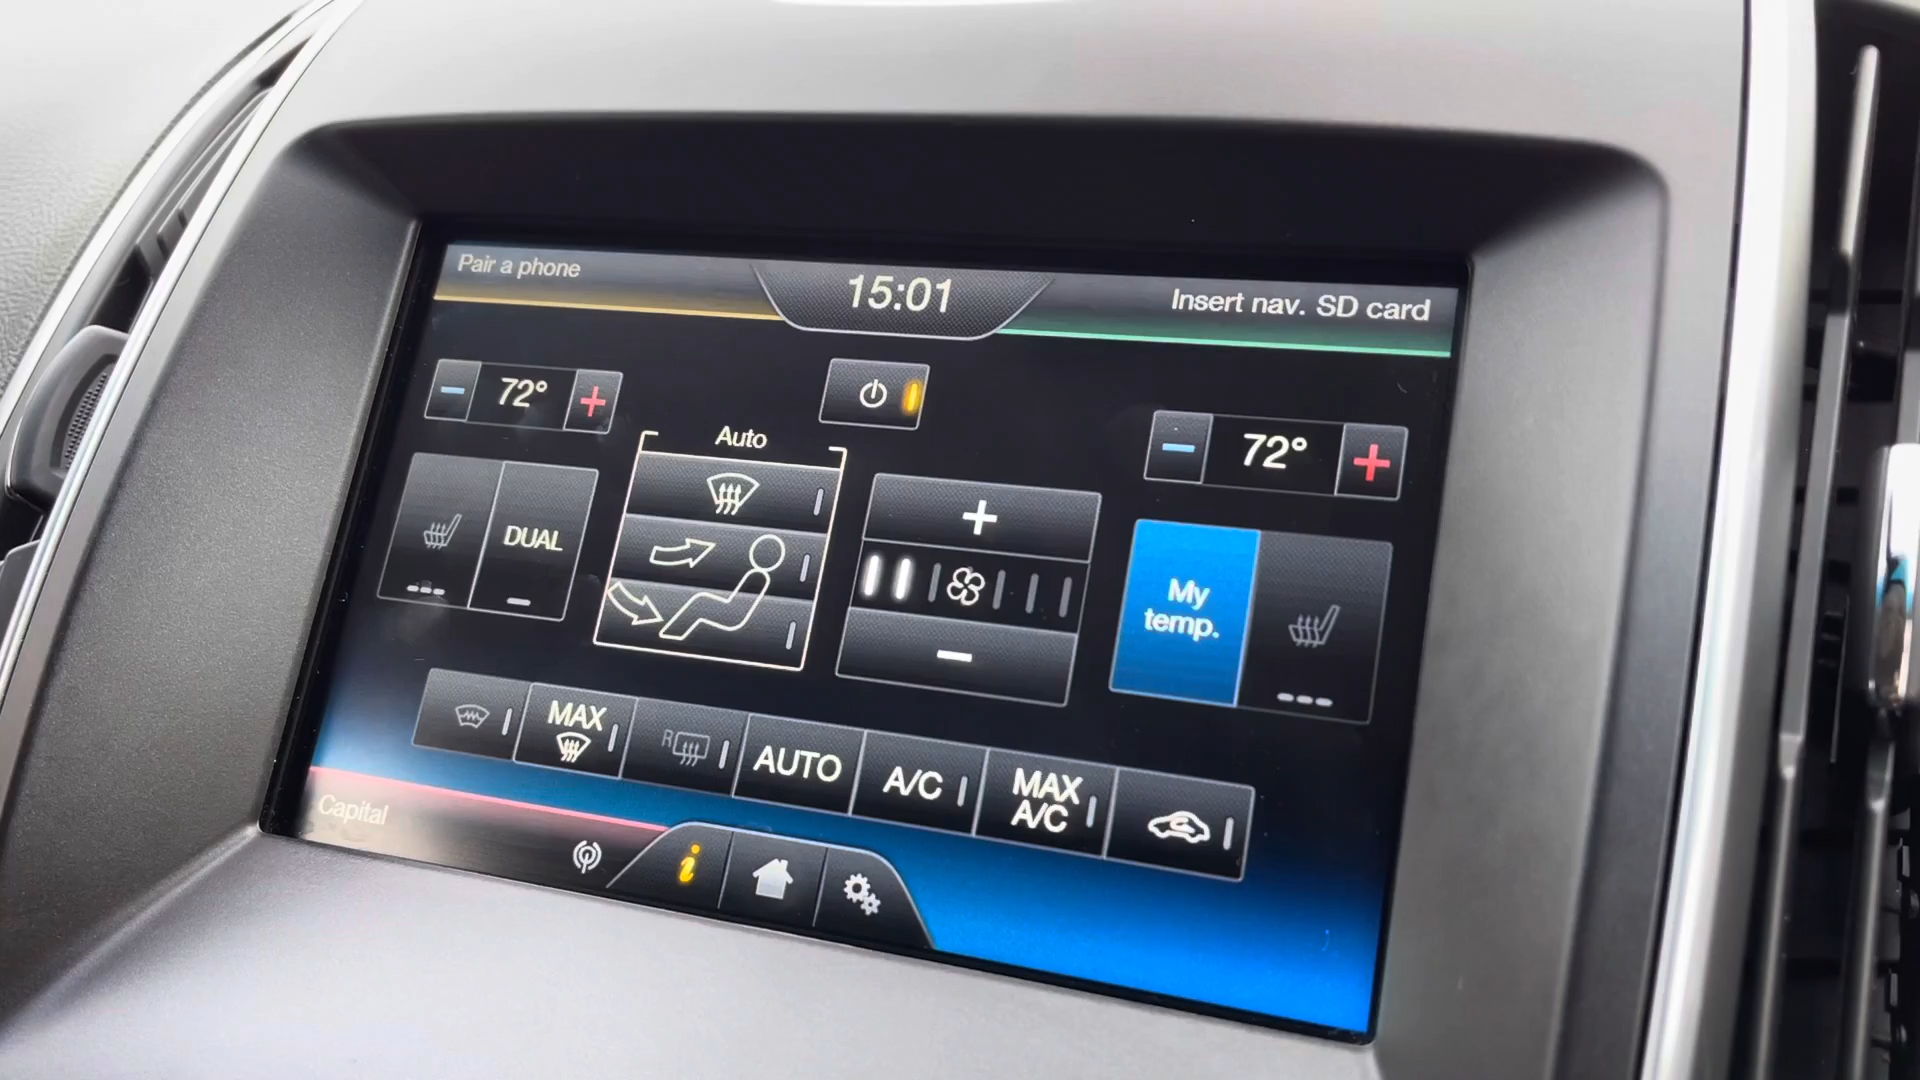 Pair a phone
15:01
Insert nav. SD card
72°
Auto
72°
DUAL
My
temp.
MAX
R
AUTO
A/C
MAX
A/C
Capital
i